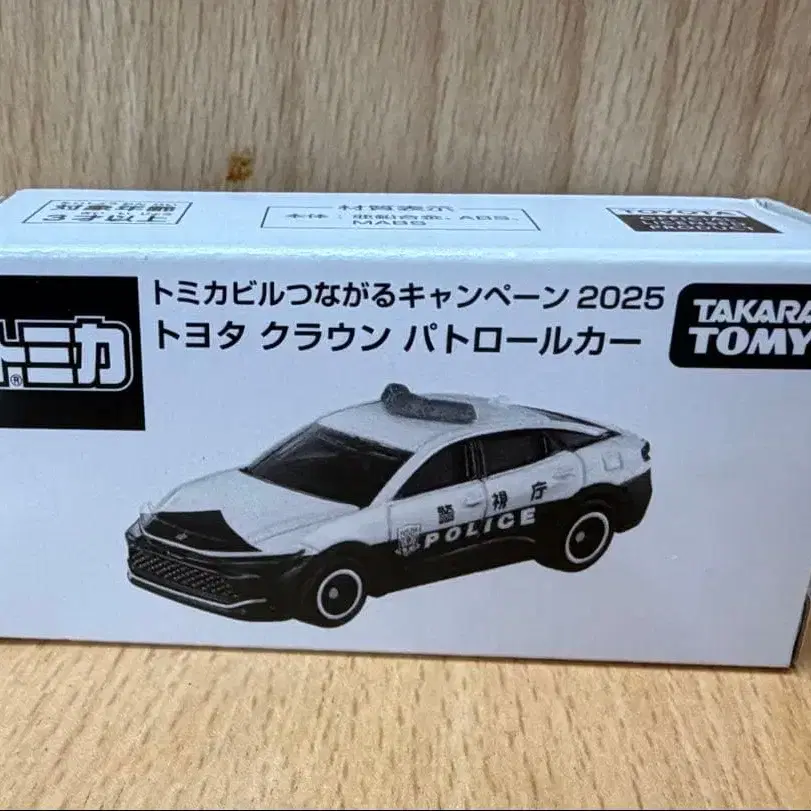 対象年齢
3才以上
材質表示
本体：亜鉛合金、ABS、
MABS
TOYOTA
トミカビルつながるキャンペーン 2025
トヨタ クラウン パトロールカー
トミカ®
TAKARA
TOMY
警視庁
POLICE